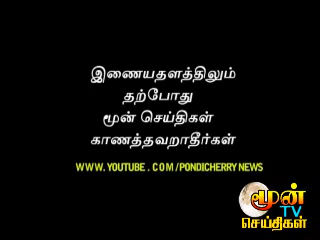 இணையதளத்திலும்
தற்போது
மூன் செய்திகள்
காணத்தவறாதீர்கள்
WWW.YOUTUBE.COM/PONDICHERRY NEWS
மூன்
TV
செய்திகள்